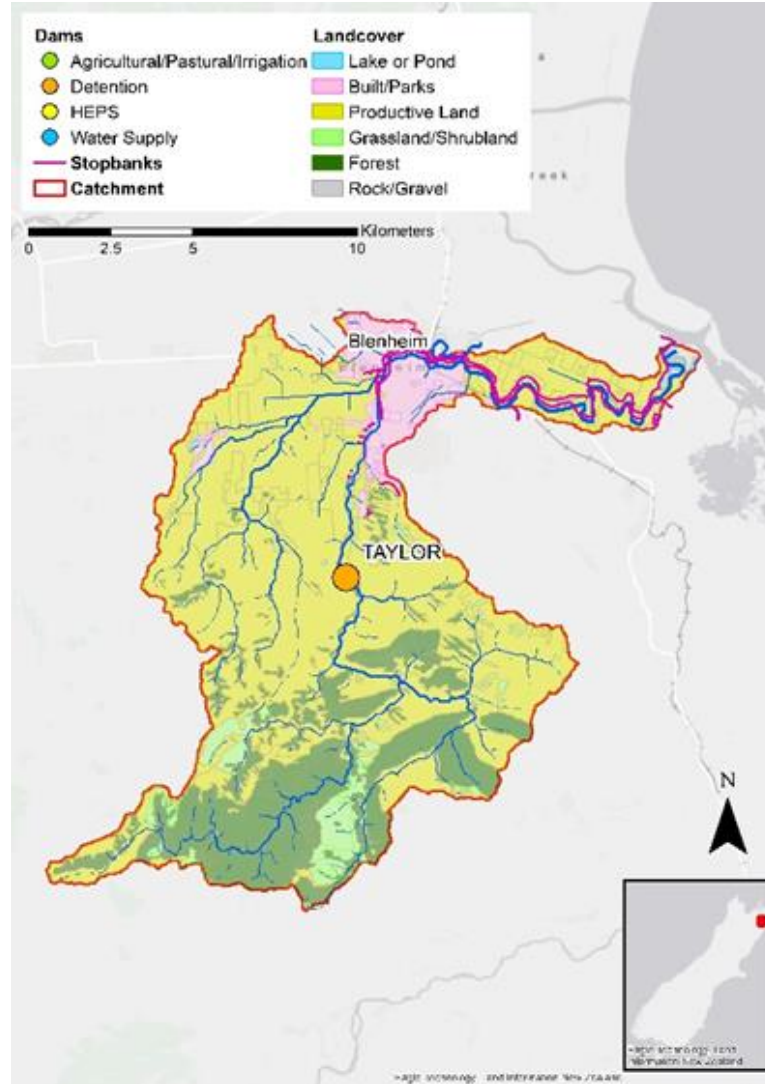 Dams
Agricultural/Pastural/Irrigation
Detention
HEPS
Water Supply
Stopbanks
Catchment
Landcover
Lake or Pond
Built/Parks
Productive Land
Grassland/Shrubland
Forest
Rock/Gravel
Kilometers
0 2.5 5 10
Blenheim
TAYLOR
N